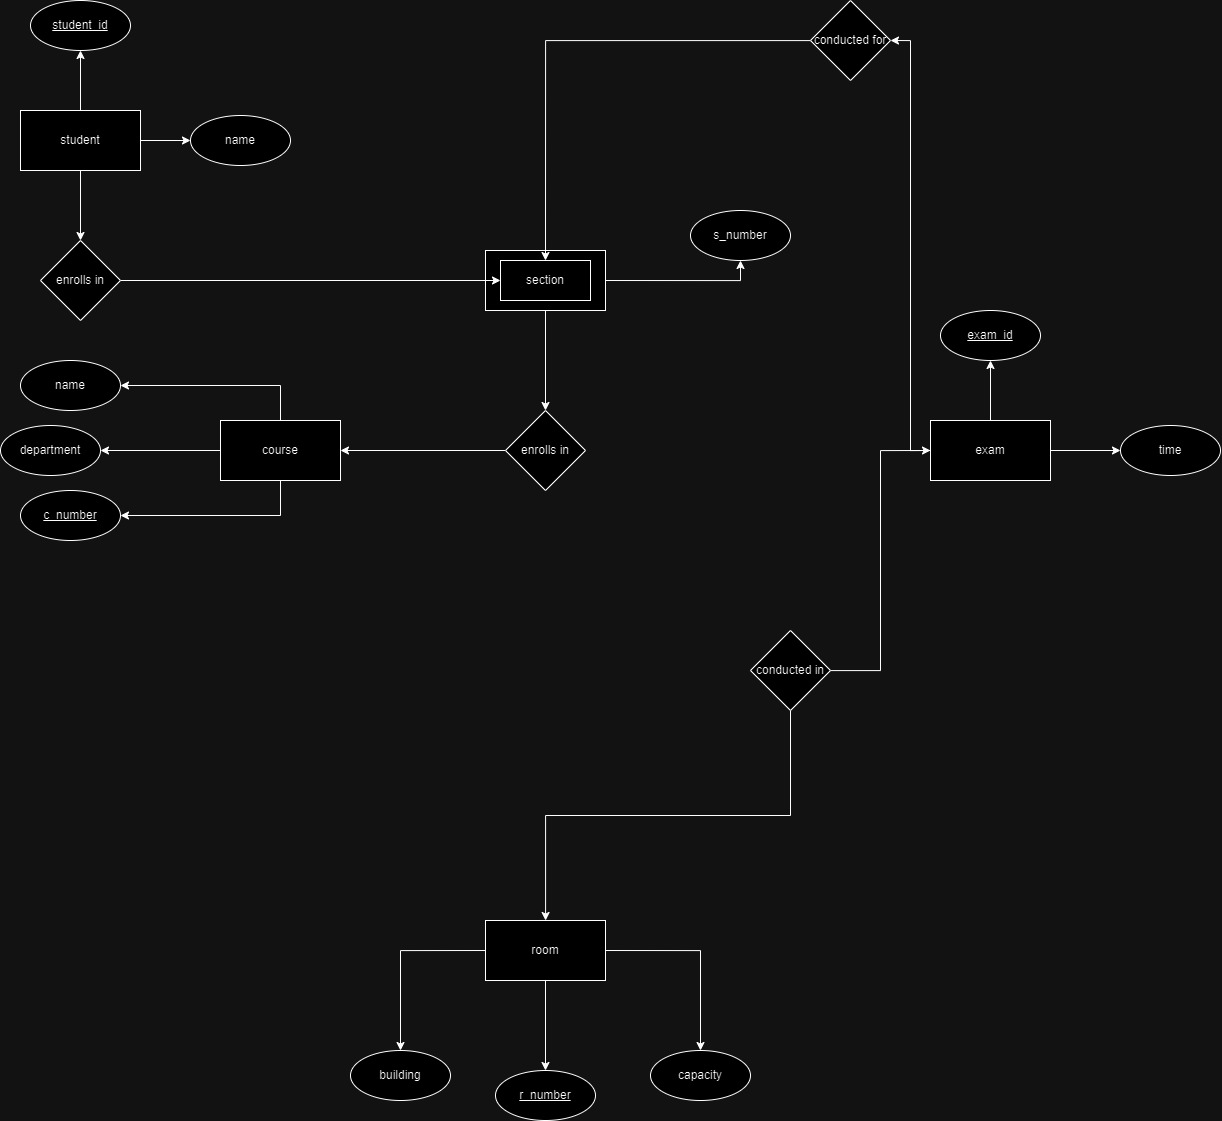 student_id
conducted for
student
name
s_number
enrolls in
section
exam_id
name
course
department
enrolls in
exam
time
c_number
conducted in
room
building
r_number
capacity